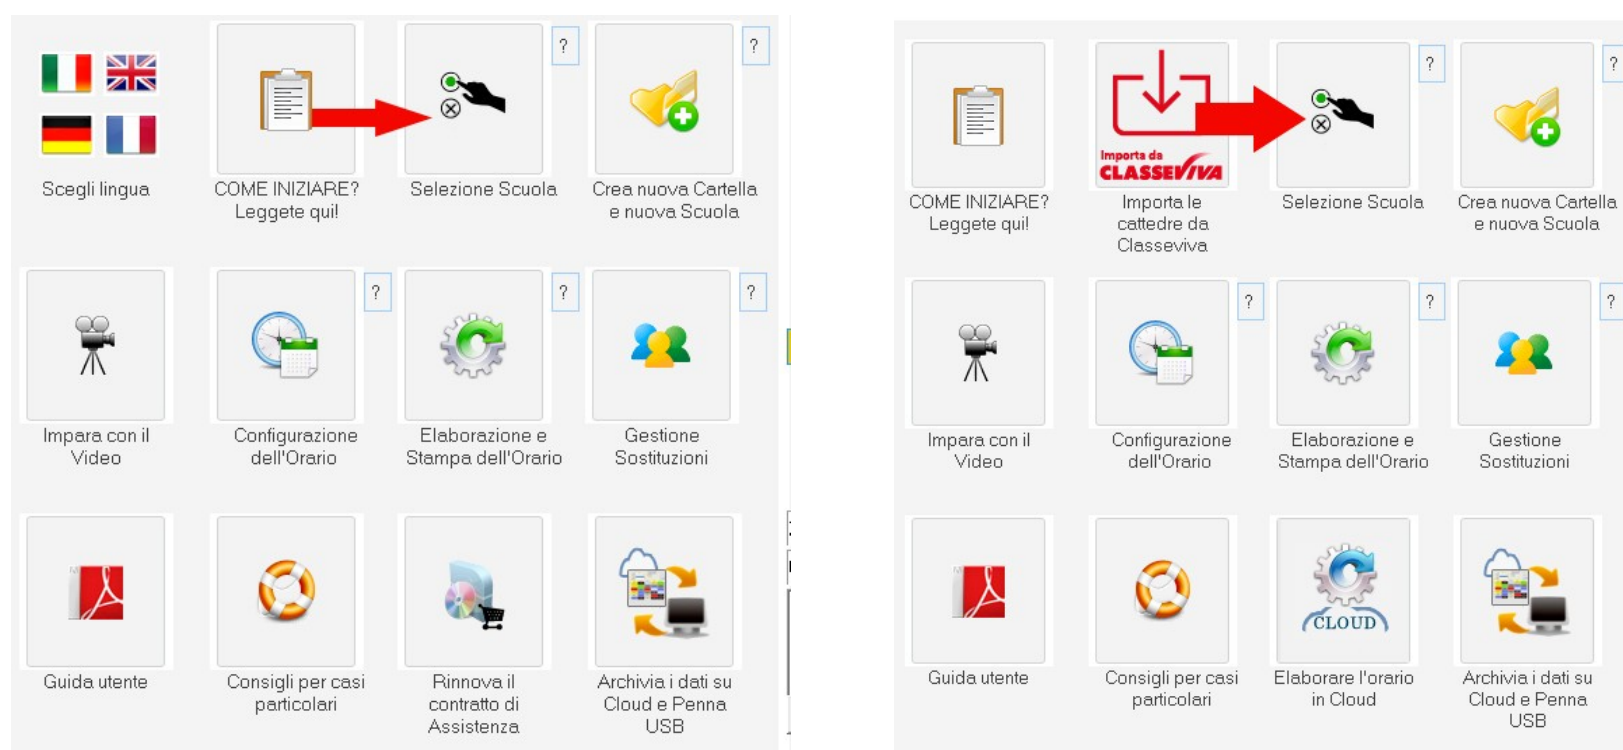 ?
?
Scegli lingua
COME INIZIARE?
Leggete qui!
Selezione Scuola
Crea nuova Cartella
e nuova Scuola
?
?
?
Impara con il
Video
Configurazione
dell'Orario
Elaborazione e
Stampa dell'Orario
Gestione
Sostituzioni
Guida utente
Consigli per casi
particolari
Rinnova il
contratto di
Assistenza
Archivia i dati su
Cloud e Penna
USB
?
?
Importa da
CLASSEVIVA
COME INIZIARE?
Leggete qui!
Importa le
cattedre da
Classeviva
Selezione Scuola
Crea nuova Cartella
e nuova Scuola
?
?
?
Impara con il
Video
Configurazione
dell'Orario
Elaborazione e
Stampa dell'Orario
Gestione
Sostituzioni
CLOUD
Guida utente
Consigli per casi
particolari
Elaborare l'orario
in Cloud
Archivia i dati su
Cloud e Penna
USB